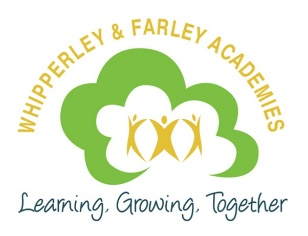 WHIPPERLEY & FARLEY ACADEMIES
Learning, Growing, Together